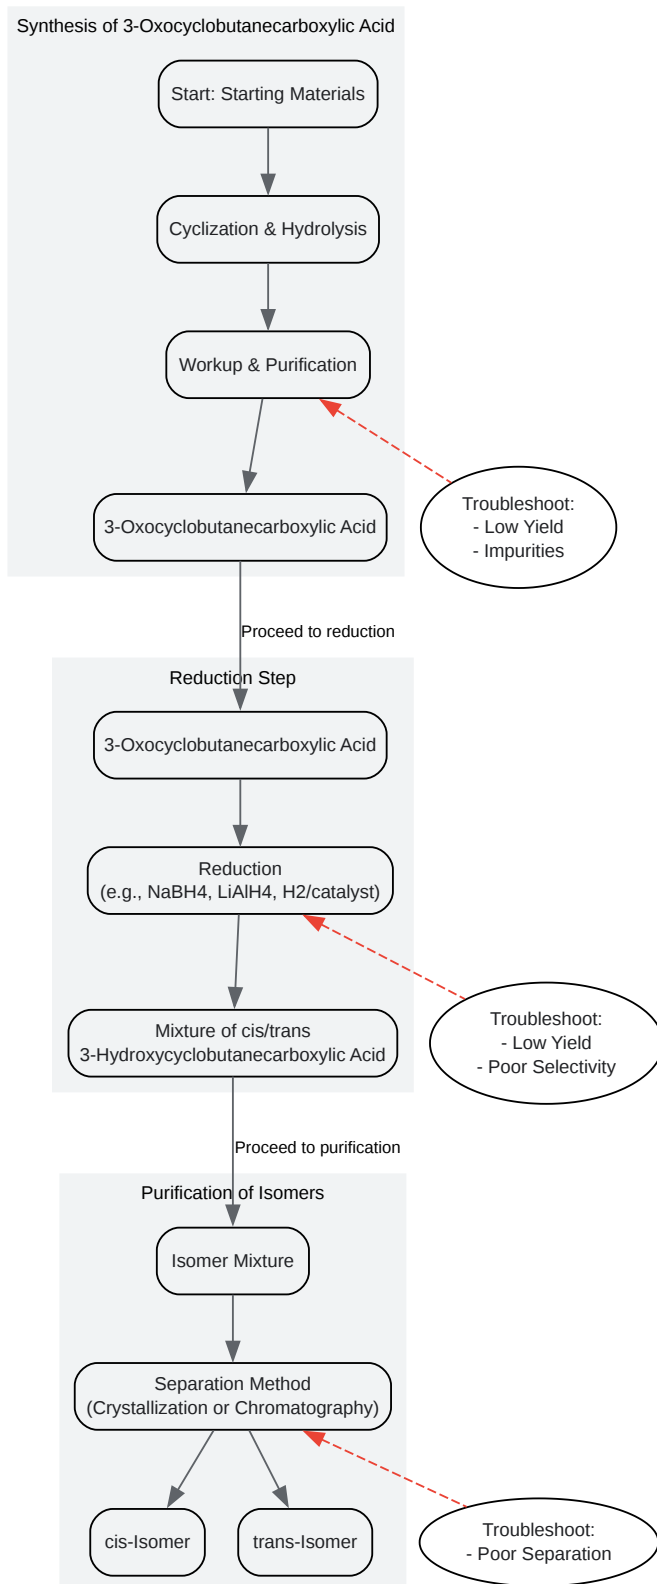 Synthesis of 3-Oxocyclobutanecarboxylic Acid
Start: Starting Materials
Cyclization & Hydrolysis
Workup & Purification
Troubleshoot:
- Low Yield
- Impurities
3-Oxocyclobutanecarboxylic Acid
Proceed to reduction
Reduction Step
3-Oxocyclobutanecarboxylic Acid
Reduction
(e.g., NaBH4, LiAlH4, H2/catalyst)
Troubleshoot:
- Low Yield
- Poor Selectivity
Mixture of cis/trans
3-Hydroxycyclobutanecarboxylic Acid
Proceed to purification
Purification of Isomers
Isomer Mixture
Separation Method
(Crystallization or Chromatography)
cis-Isomer
trans-Isomer
Troubleshoot:
- Poor Separation